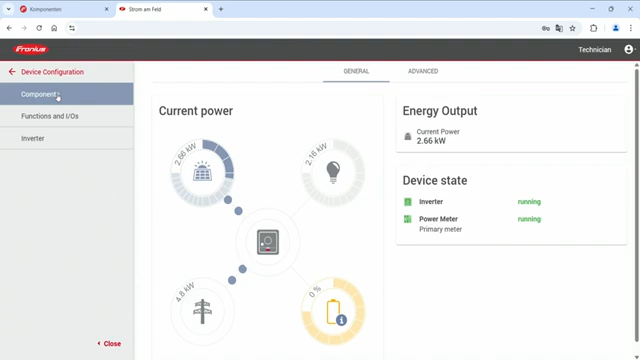 Komponenten
Strom am Feld
Fronius
Technician
Device Configuration
Components
Functions and I/Os
Inverter
Close
GENERAL
ADVANCED
Current power
2.66 kW
2.16 kW
4.8 kW
0 %
Energy Output
Current Power
2.66 kW
Device state
Inverter
running
Power Meter
running
Primary meter